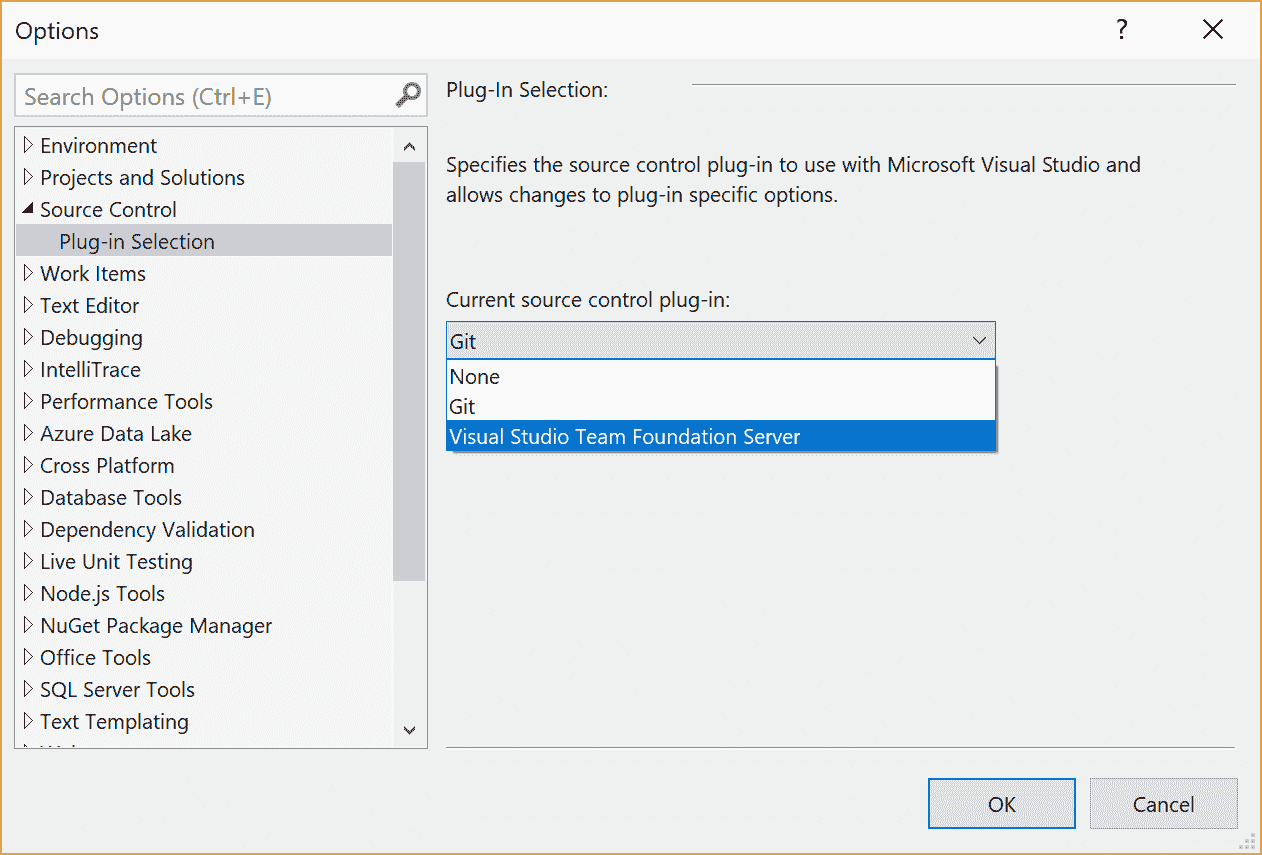 Options
?
Search Options (Ctrl+E)
Environment
Projects and Solutions
Source Control
Plug-in Selection
Work Items
Text Editor
Debugging
IntelliTrace
Performance Tools
Azure Data Lake
Cross Platform
Database Tools
Dependency Validation
Live Unit Testing
Node.js Tools
NuGet Package Manager
Office Tools
SQL Server Tools
Text Templating
Plug-In Selection:
Specifies the source control plug-in to use with Microsoft Visual Studio and
allows changes to plug-in specific options.
Current source control plug-in:
Git
None
Git
Visual Studio Team Foundation Server
OK
Cancel